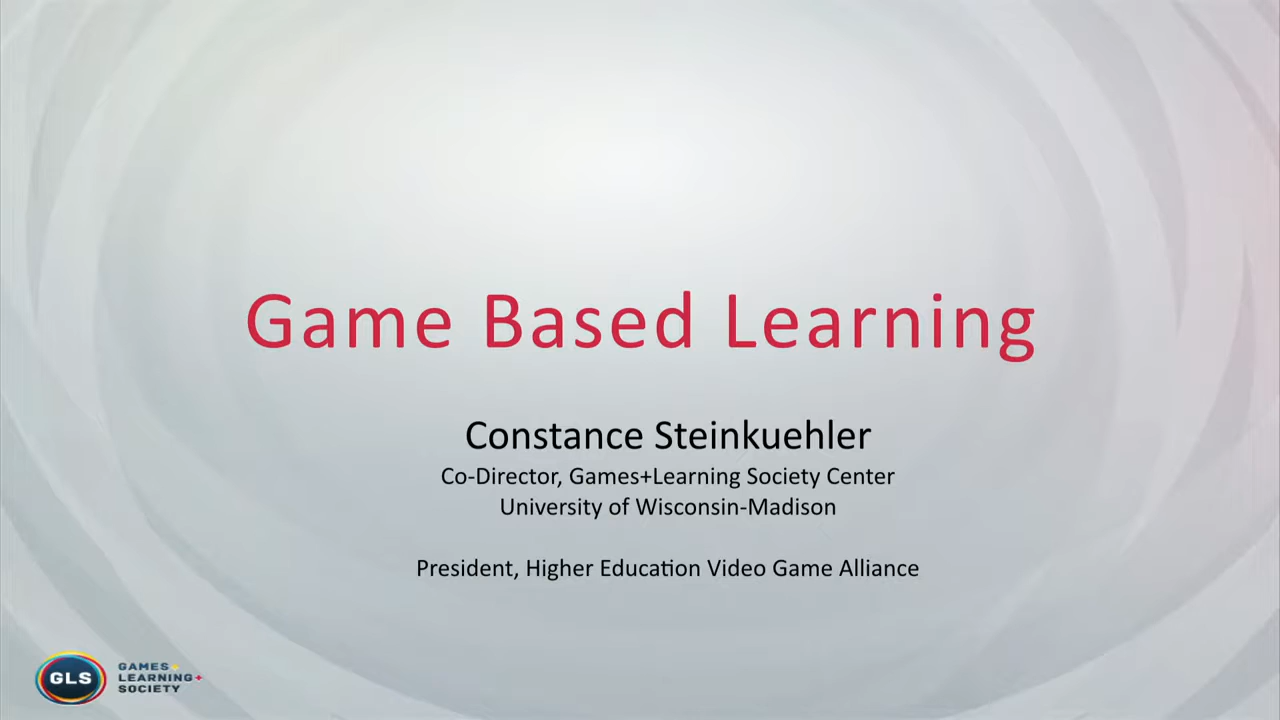 Game Based Learning
Constance Steinkuehler
Co-Director, Games+Learning Society Center
University of Wisconsin-Madison
President, Higher Education Video Game Alliance
GLS
GAMES+
LEARNING+
SOCIETY